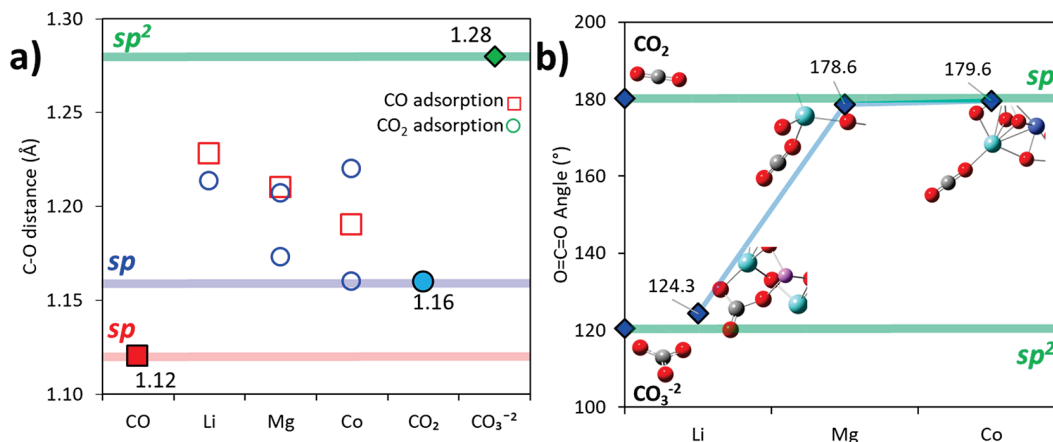 a)
C-O distance (Å)
1.30
1.25
1.20
1.15
1.10
sp²
1.28
CO adsorption
CO₂ adsorption
sp
1.16
sp
1.12
CO
Li
Mg
Co
CO₂
CO₃⁻²
b)
O=C=O Angle (°)
200
180
160
140
120
100
CO₂
178.6
179.6
sp
124.3
sp²
CO₃⁻²
Li
Mg
Co